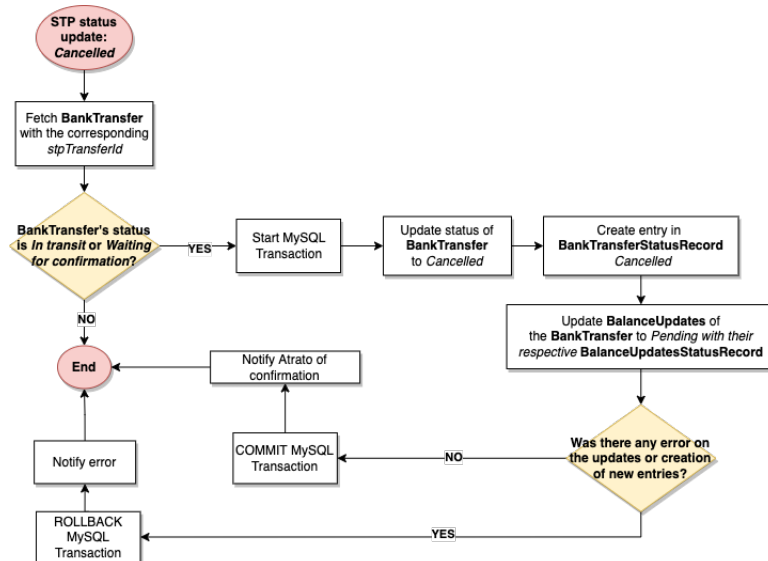 STP status
update:
Cancelled
Fetch BankTransfer
with the corresponding
stpTransferId
BankTransfer's status
is In transit or Waiting
for confirmation?
YES
Start MySQL
Transaction
Update status of
BankTransfer
to Cancelled
Create entry in
BankTransferStatusRecord
Cancelled
NO
Update BalanceUpdates of
the BankTransfer to Pending with their
respective BalanceUpdatesStatusRecord
End
Notify Atrato of
confirmation
Was there any error on
the updates or creation
of new entries?
NO
COMMIT MySQL
Transaction
Notify error
YES
ROLLBACK
MySQL
Transaction